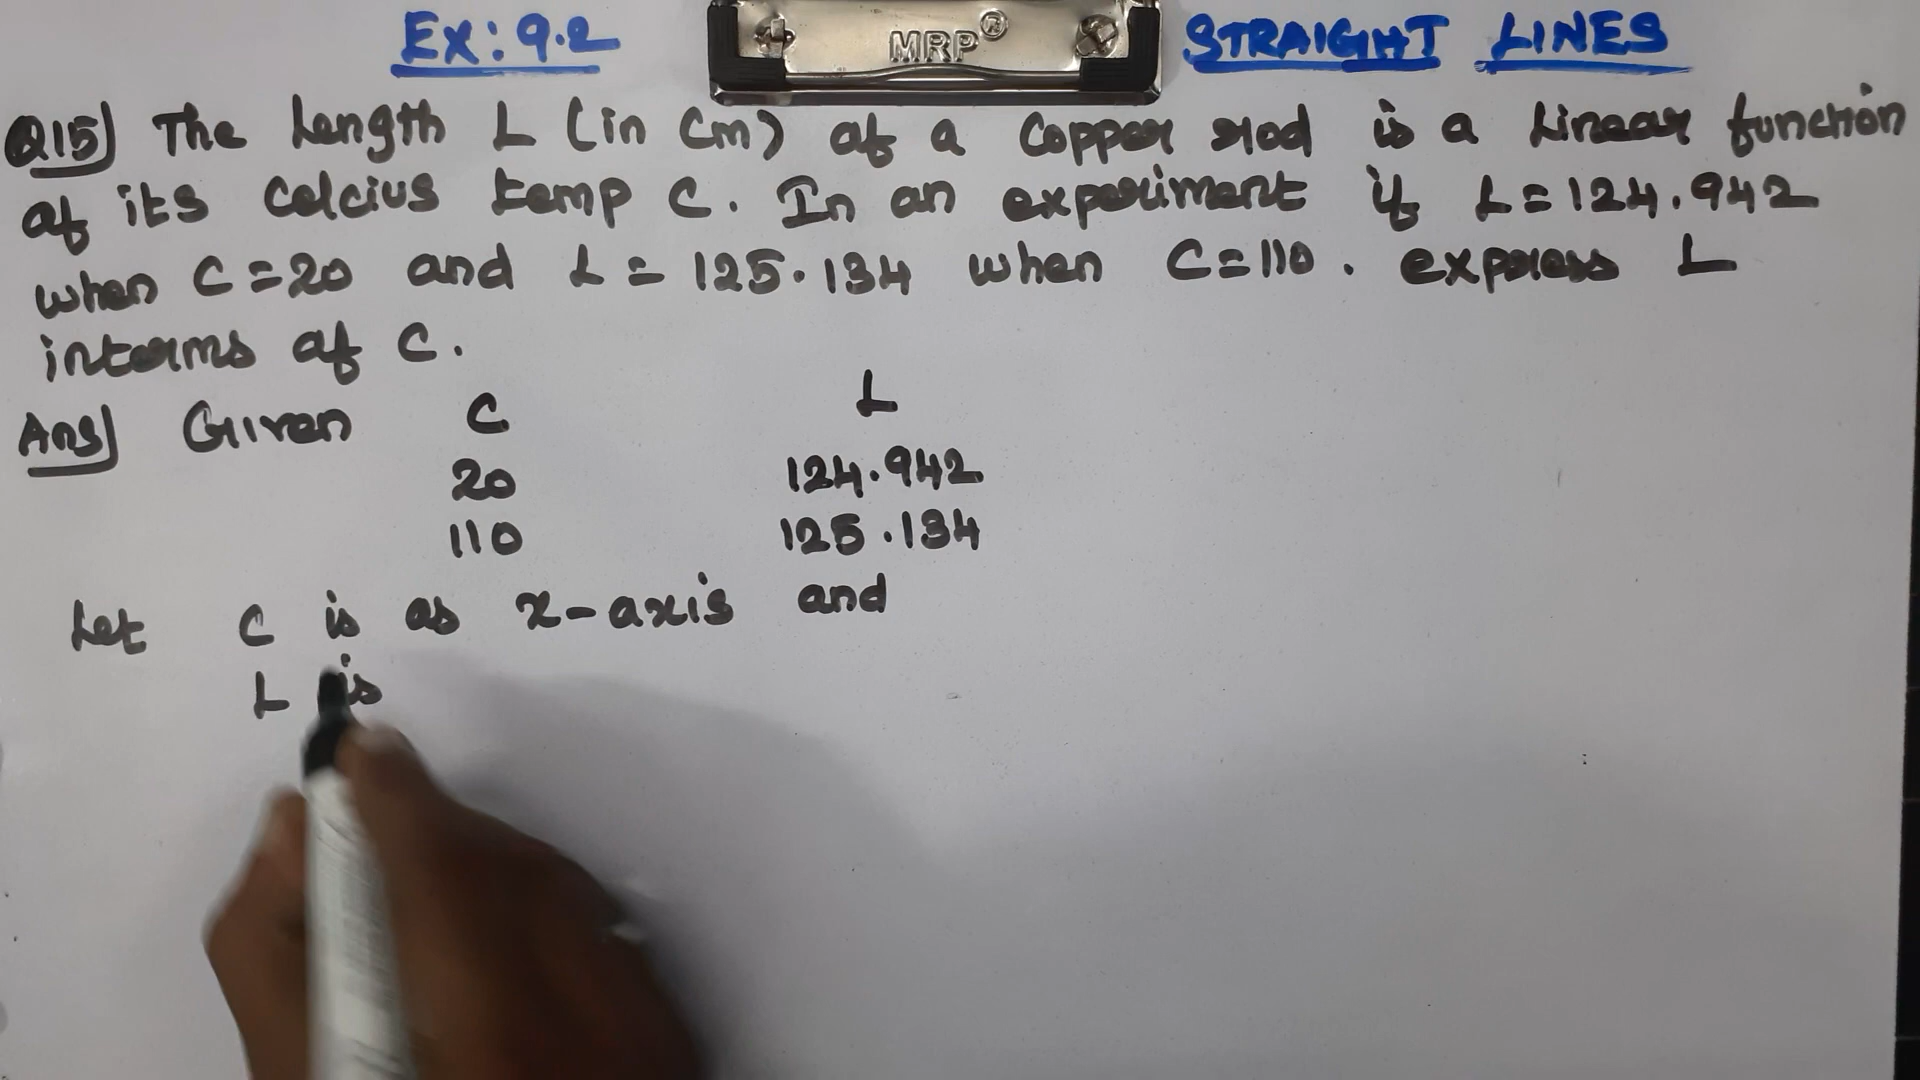 EX: 9.2
MRP®
STRAIGHT LINES
Q15] The Length L (in Cm) of a Copper rod is a Linear function
of its Celcius temp C. In an experiment if L = 124.942
when C = 20 and L = 125.134 when C = 110. express L
interms of C.
Ans] Given C L
20 124.942
110 125.134
Let C is as x-axis and
L is